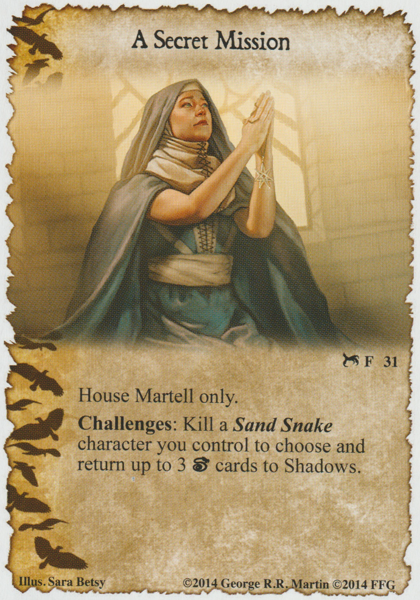 A Secret Mission
F 31
House Martell only.
Challenges: Kill a Sand Snake
character you control to choose and
return up to 3 cards to Shadows.
Illus. Sara Betsy ©2014 George R.R. Martin ©2014 FFG